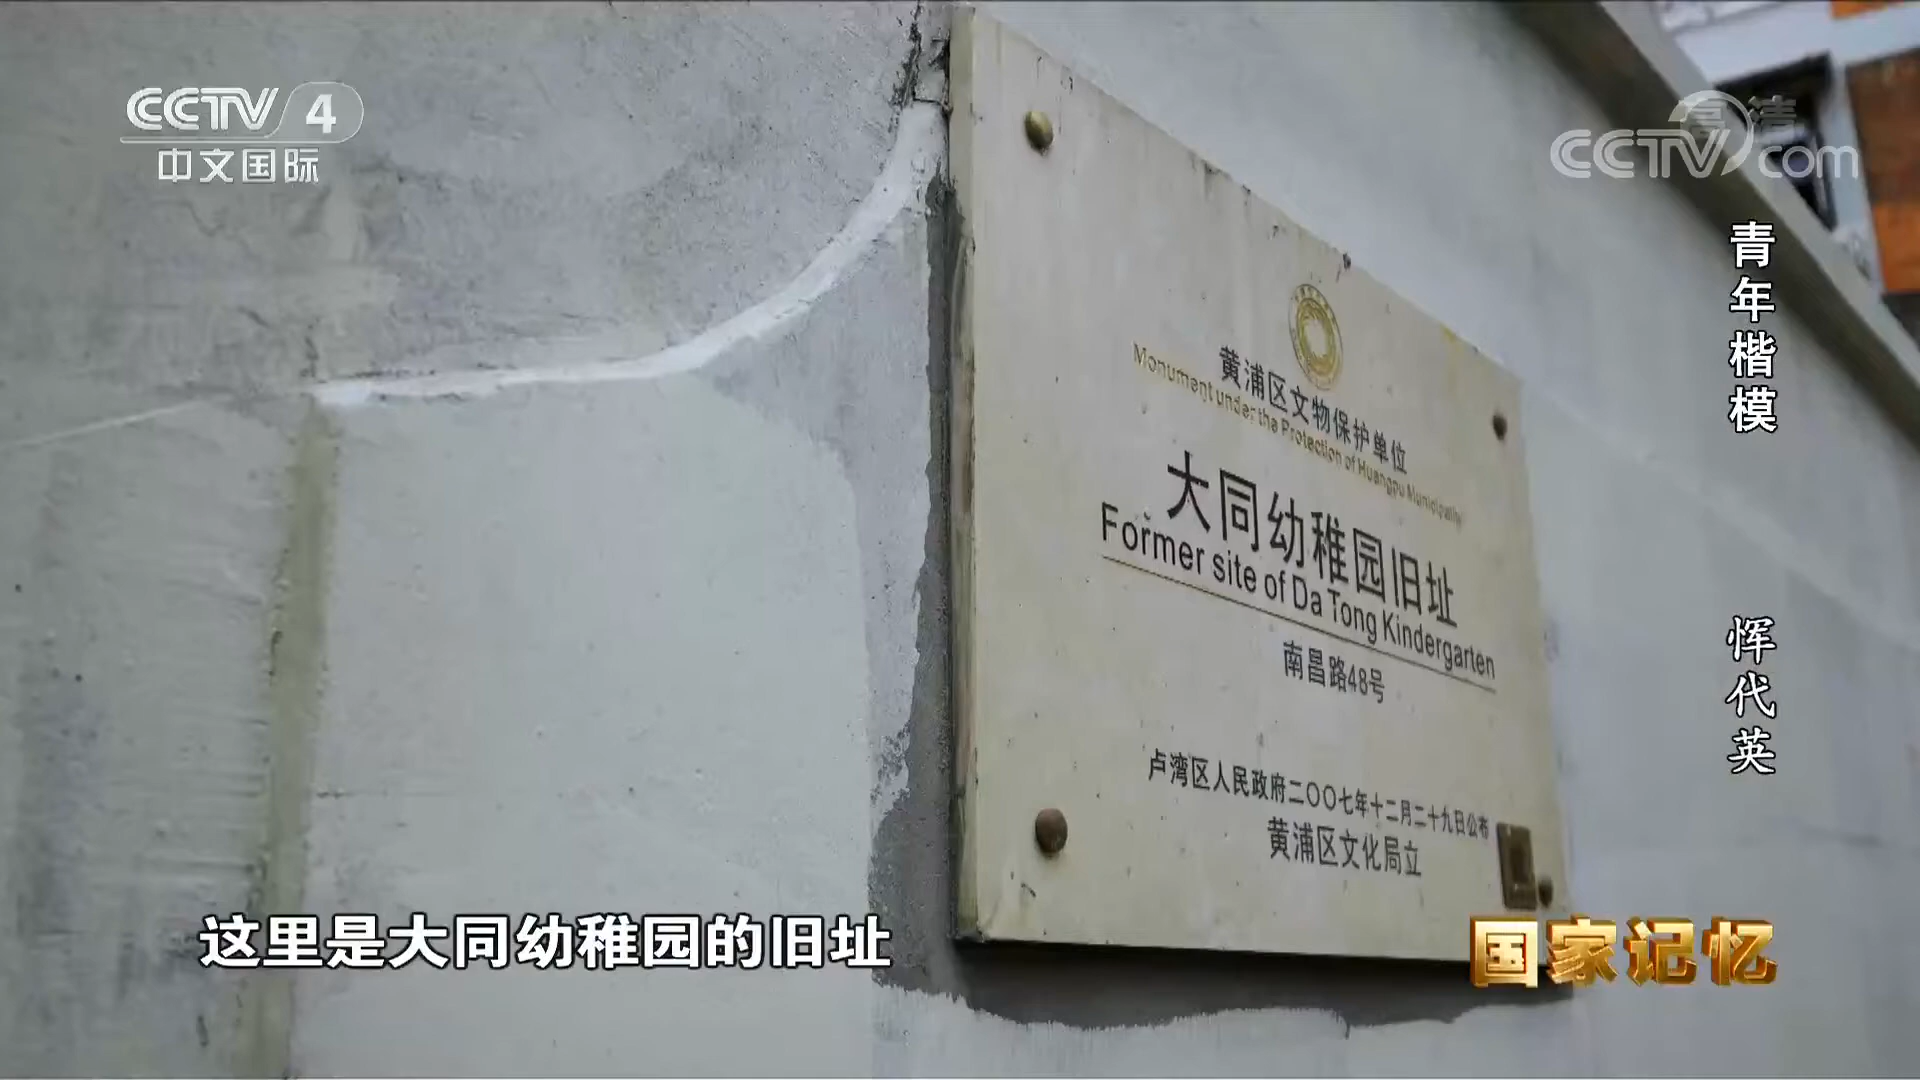 CCTV 4
中文国际
高清
CCTV com
青年楷模
恽代英
黄浦区文物保护单位
Monument under the Protection of Huangpu Municipality
大同幼稚园旧址
Former site of Da Tong Kindergarten
南昌路48号
卢湾区人民政府二〇〇七年十二月二十九日公布
黄浦区文化局立
这里是大同幼稚园的旧址
国家记忆